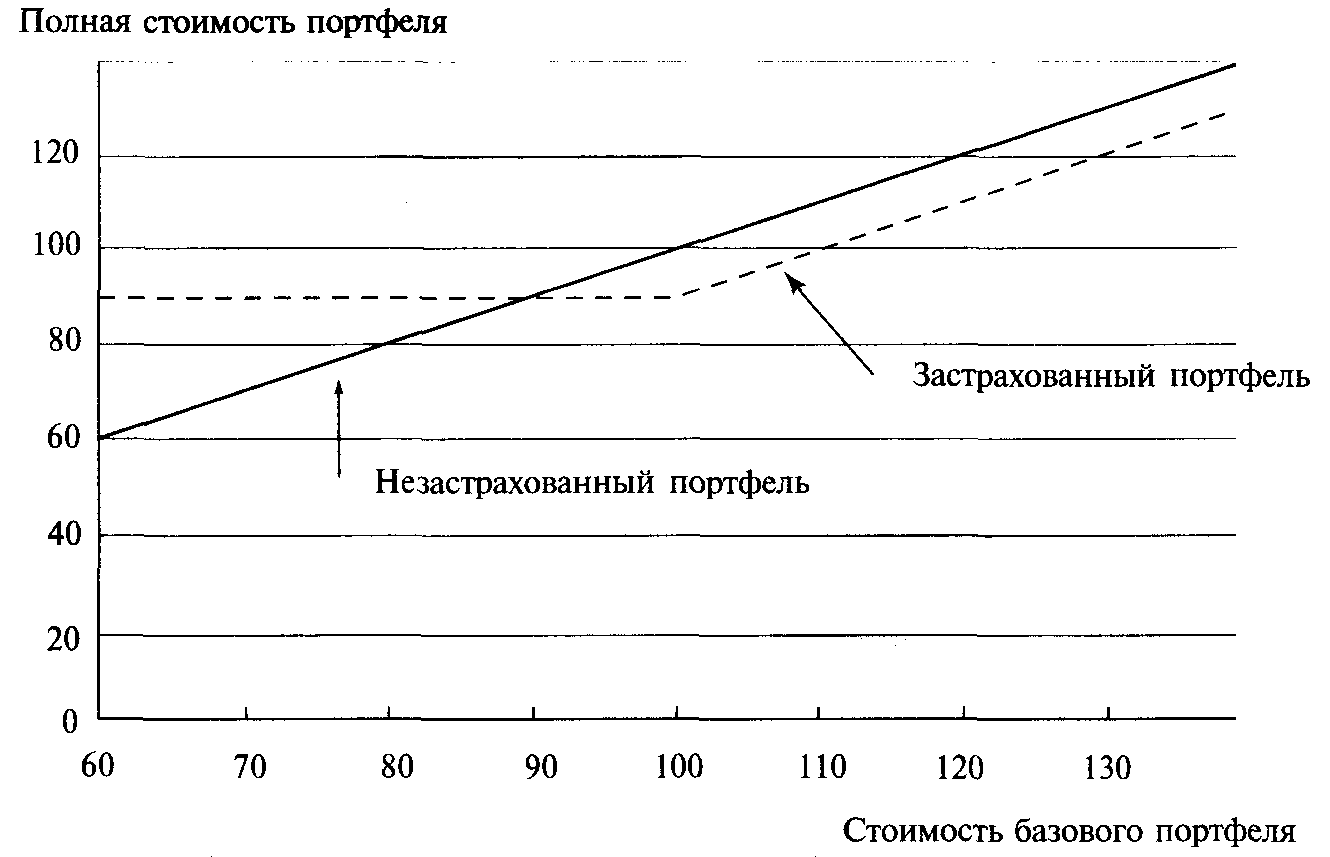 Полная стоимость портфеля
120
100
80
Застрахованный портфель
60
Незастрахованный портфель
40
20
0
60 70 80 90 100 110 120 130
Стоимость базового портфеля